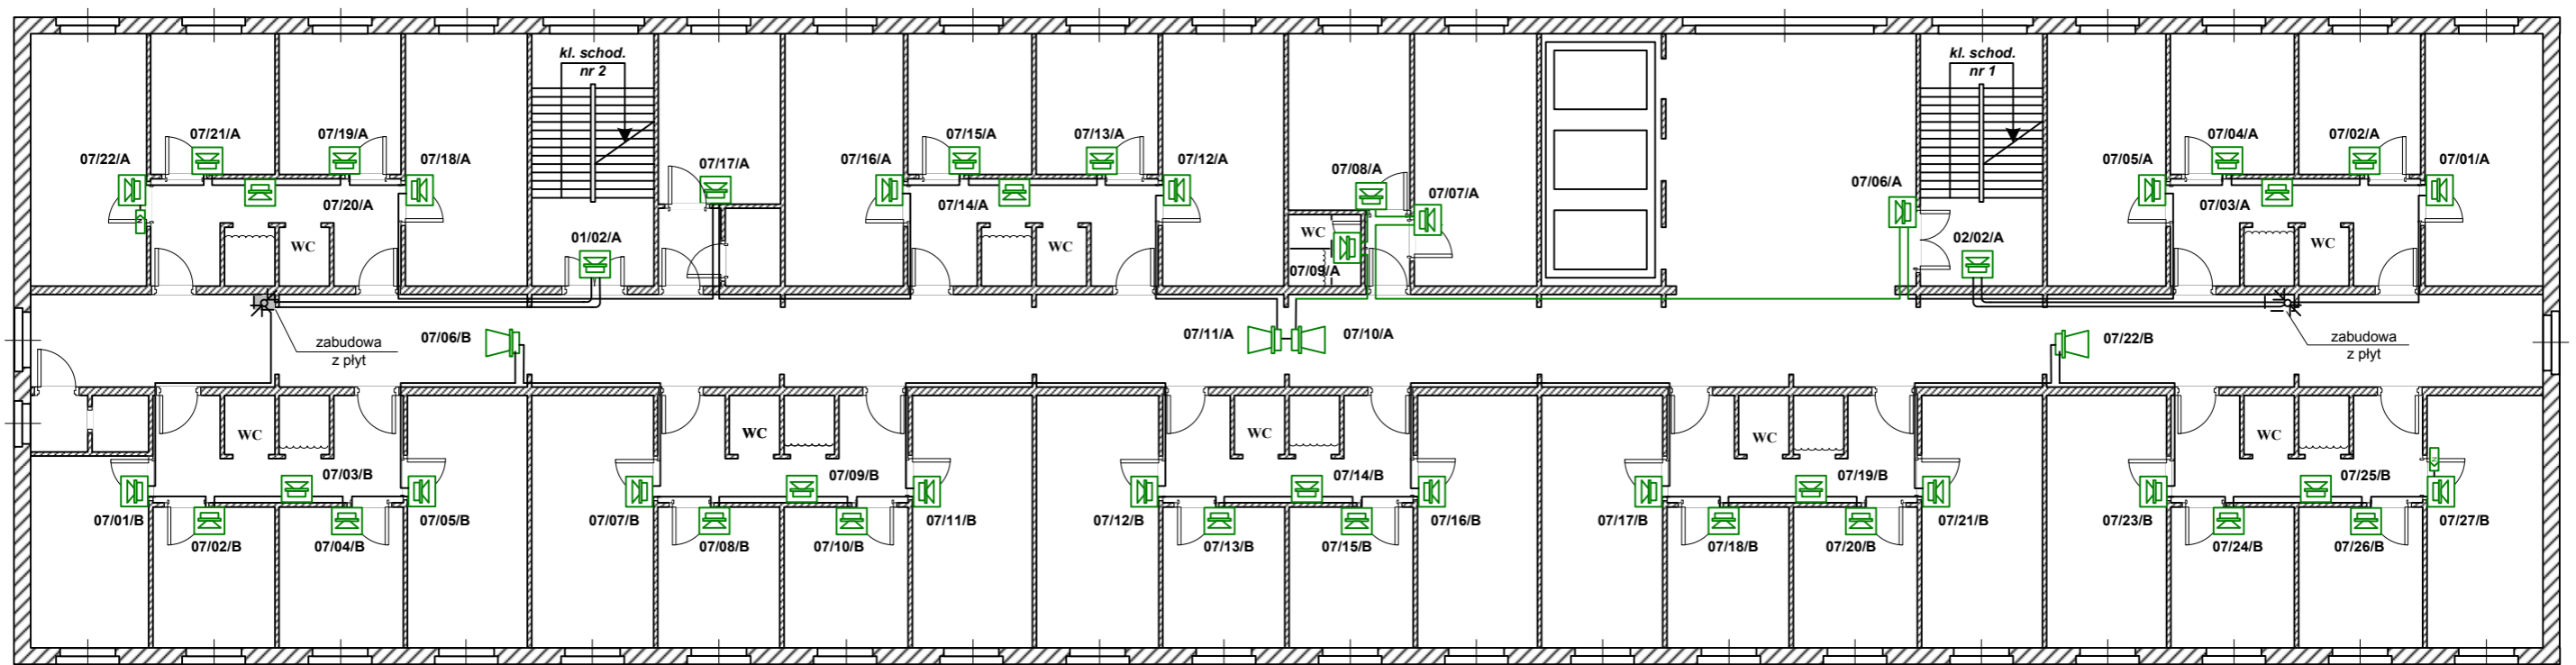 kl. schod.
nr 2
kl. schod.
nr 1
07/21/A
07/19/A
07/15/A
07/13/A
07/04/A
07/02/A
07/22/A
07/18/A
07/17/A
07/16/A
07/12/A
07/08/A
07/07/A
07/06/A
07/05/A
07/01/A
07/20/A
07/14/A
07/03/A
WC
01/02/A
WC
WC
07/09/A
02/02/A
WC
zabudowa
z płyt
07/06/B
07/11/A
07/10/A
07/22/B
zabudowa
z płyt
WC
WC
WC
WC
WC
07/03/B
07/09/B
07/14/B
07/19/B
07/25/B
07/01/B
07/05/B
07/07/B
07/11/B
07/12/B
07/16/B
07/17/B
07/21/B
07/23/B
07/27/B
07/02/B
07/04/B
07/08/B
07/10/B
07/13/B
07/15/B
07/18/B
07/20/B
07/24/B
07/26/B